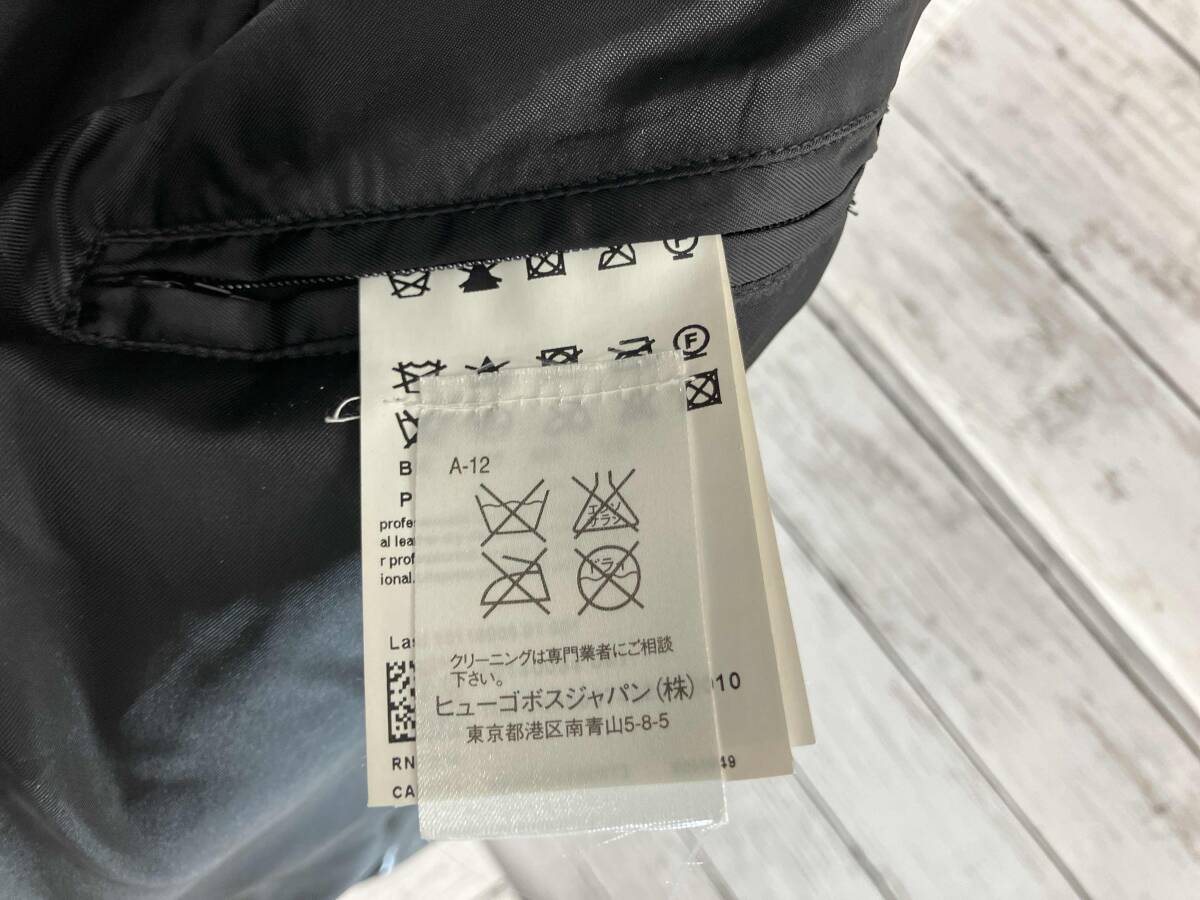 F
F
A-12
エンソ
サラシ
ドライ
B
P
profe
al lea
r prof
ional.
クリーニングは専門業者にご相談
下さい。
La
ヒューゴボスジャパン(株)
10
東京都港区南青山5-8-5
RN
49
CA